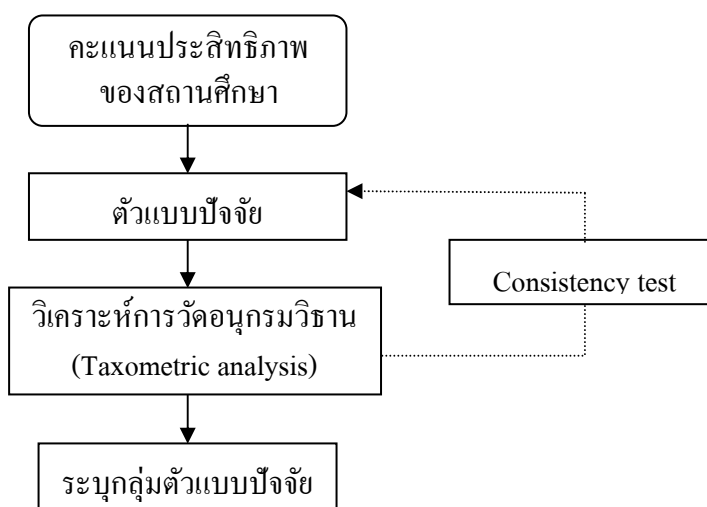 คะแนนประสิทธิภาพ
ของสถานศึกษา
ตัวแบบปัจจัย
Consistency test
วิเคราะห์การวัดอนุกรมวิธาน
(Taxometric analysis)
ระบุกลุ่มตัวแบบปัจจัย